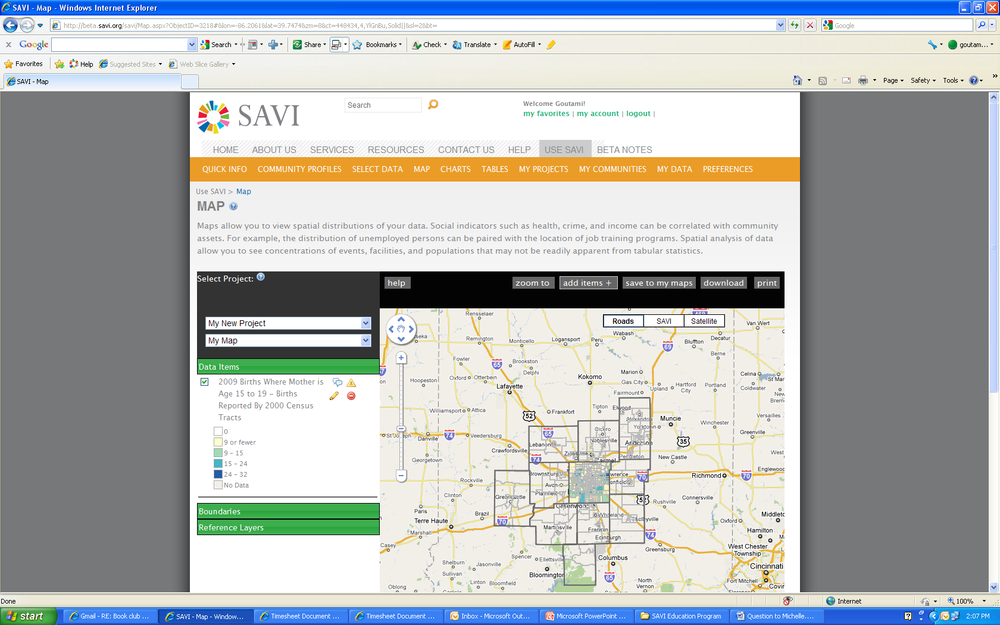 SAVI - Map - Windows Internet Explorer
http://beta.savi.org/savi/Map.aspx?ObjectID=3218#&lon=-86.2061&lat=39.7474&zm=8&ct=448434,4,YlGnBu,Solid||&sl=2&bt=
Google
x Google Search Share Bookmarks Check Translate AutoFill goutam...
Favorites Help Suggested Sites Web Slice Gallery
SAVI - Map
Page Safety Tools
SAVI
Search
Welcome Goutami!
my favorites | my account | logout |
HOME ABOUT US SERVICES RESOURCES CONTACT US HELP USE SAVI BETA NOTES
QUICK INFO COMMUNITY PROFILES SELECT DATA MAP CHARTS TABLES MY PROJECTS MY COMMUNITIES MY DATA PREFERENCES
Use SAVI > Map
MAP
Maps allow you to view spatial distributions of your data. Social indicators such as health, crime, and income can be correlated with community
assets. For example, the distribution of unemployed persons can be paired with the location of job training programs. Spatial analysis of data
allow you to see concentrations of events, facilities, and populations that may not be readily apparent from tabular statistics.
Select Project:
help zoom to add items + save to my maps download print
My New Project
My Map
Data Items
2009 Births Where Mother is
Age 15 to 19 - Births
Reported By 2000 Census
Tracts
0
9 or fewer
9 - 15
15 - 24
24 - 32
No Data
Boundaries
Reference Layers
Roads SAVI Satellite
Rensselaer
469
Van Wert
Wabash
Decatur
Remington
Monticello
Logansport
Peru
Bluffton
69
Berne
Fowler
65
Brookston
Delphi
Marion
Celina
St Mar
Hoopeston
Oxford
Otterbein
Kokomo
Gas City
Upland
Hartford
City
Portland
Coldwater
New
Lafayette
Fairmount
Williamsport
Attica
52
Frankfort
Tipton
Elwood
Alexandria
Muncie
Winchester
Versailles
St Joseph
Danville
74
Veedersburg
65
Cicero
Noblesville
Yorktown
Greenville
Crawfordsville
Lebanon
Zionsville
Carmel
Anderson
Pendleton
35
Georgetown
74
New Castle
Brownsburg
Lawrence
70
Richmond
70
Englewood
Rockville
Avon
Plainfield
Greencastle
Clinton
Greenwood
Connersville
Rushville
Paris
Terre Haute
Brazil
70
Whiteland
Shelbyville
Oxford
Middletow
Marshall
Martinsville
Franklin
Edinburgh
74
Hamilton
Casey
Greensburg
West Chester
Township
Spencer
Ellettsville
Columbus
Shelburn
Sullivan
Jasonville
Bloomington
65
Cincinnati
Fort Mitchell
Oblong
Linton
Bloomfield
North
Vernon
Covin
Done
Internet
100%
start Gmail - RE: Book club ... SAVI - Map - Window... Timesheet Document ... Timesheet Document ... Inbox - Microsoft Out... Microsoft PowerPoint ... SAVI Education Program Question to Michelle.... 2:07 PM